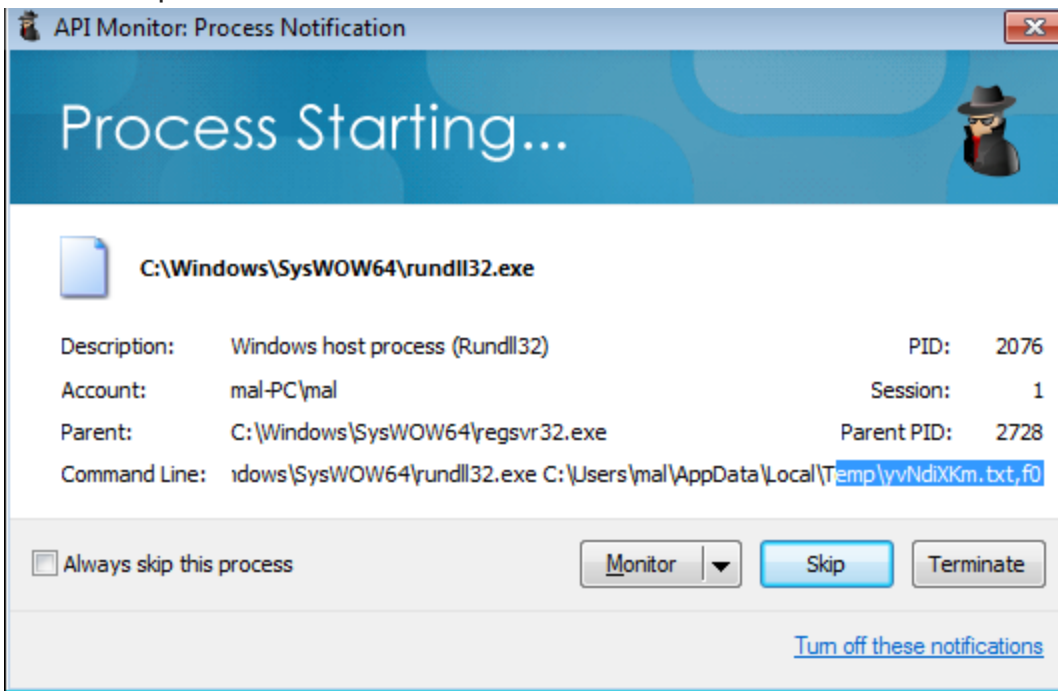 API Monitor: Process Notification
Process Starting...
C:\Windows\SysWOW64\rundll32.exe
Description: Windows host process (Rundll32) PID: 2076
Account: mal-PC\mal Session: 1
Parent: C:\Windows\SysWOW64\regsvr32.exe Parent PID: 2728
Command Line: ndows\SysWOW64\rundll32.exe C:\Users\mal\AppData\Local\Temp\yvNdiXKm.txt,f0
Always skip this process Monitor Skip Terminate
Turn off these notifications